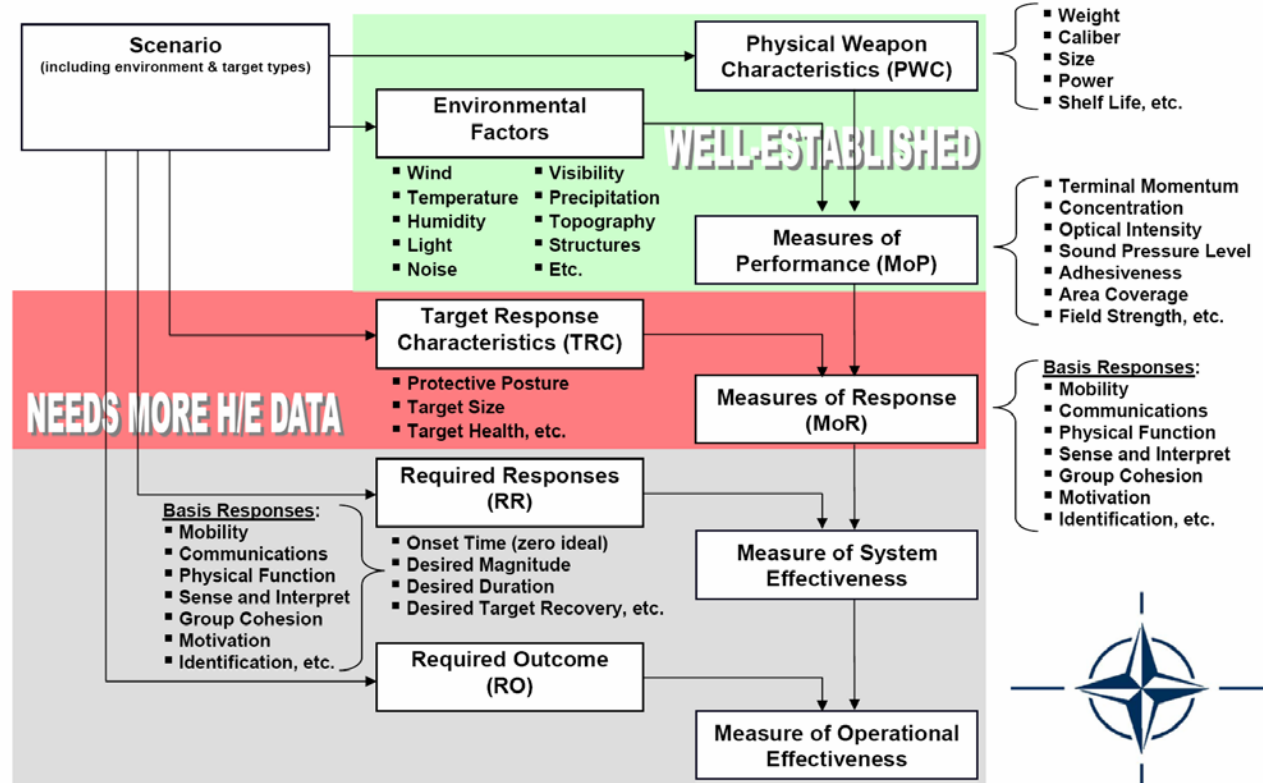 Scenario
(including environment & target types)
Physical Weapon
Characteristics (PWC)
▪ Weight
▪ Caliber
▪ Size
▪ Power
▪ Shelf Life, etc.
Environmental
Factors
WELL-ESTABLISHED
▪ Wind
▪ Temperature
▪ Humidity
▪ Light
▪ Noise
▪ Visibility
▪ Precipitation
▪ Topography
▪ Structures
▪ Etc.
Measures of
Performance (MoP)
▪ Terminal Momentum
▪ Concentration
▪ Optical Intensity
▪ Sound Pressure Level
▪ Adhesiveness
▪ Area Coverage
▪ Field Strength, etc.
Target Response
Characteristics (TRC)
▪ Protective Posture
▪ Target Size
▪ Target Health, etc.
NEEDS MORE H/E DATA
Measures of Response
(MoR)
Basis Responses:
▪ Mobility
▪ Communications
▪ Physical Function
▪ Sense and Interpret
▪ Group Cohesion
▪ Motivation
▪ Identification, etc.
Required Responses
(RR)
Basis Responses:
▪ Mobility
▪ Communications
▪ Physical Function
▪ Sense and Interpret
▪ Group Cohesion
▪ Motivation
▪ Identification, etc.
▪ Onset Time (zero ideal)
▪ Desired Magnitude
▪ Desired Duration
▪ Desired Target Recovery, etc.
Measure of System
Effectiveness
Required Outcome
(RO)
Measure of Operational
Effectiveness